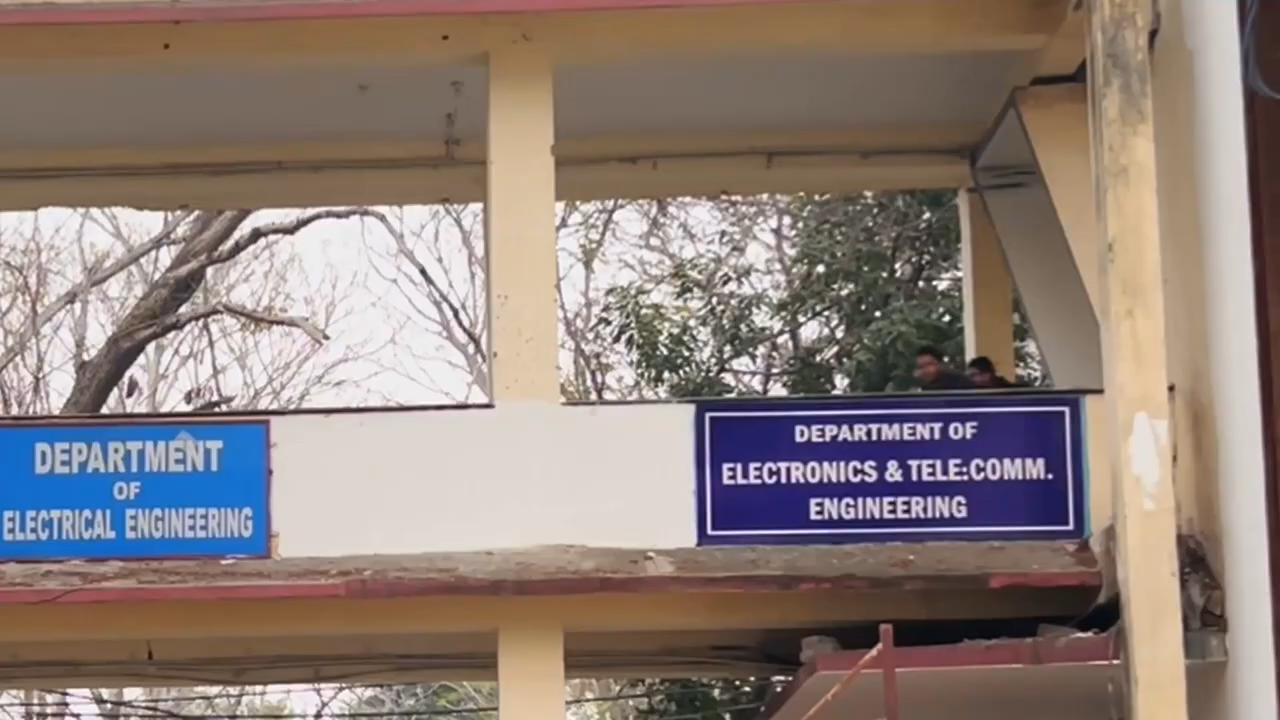 DEPARTMENT
OF
ELECTRICAL ENGINEERING
DEPARTMENT OF
ELECTRONICS & TELE:COMM.
ENGINEERING